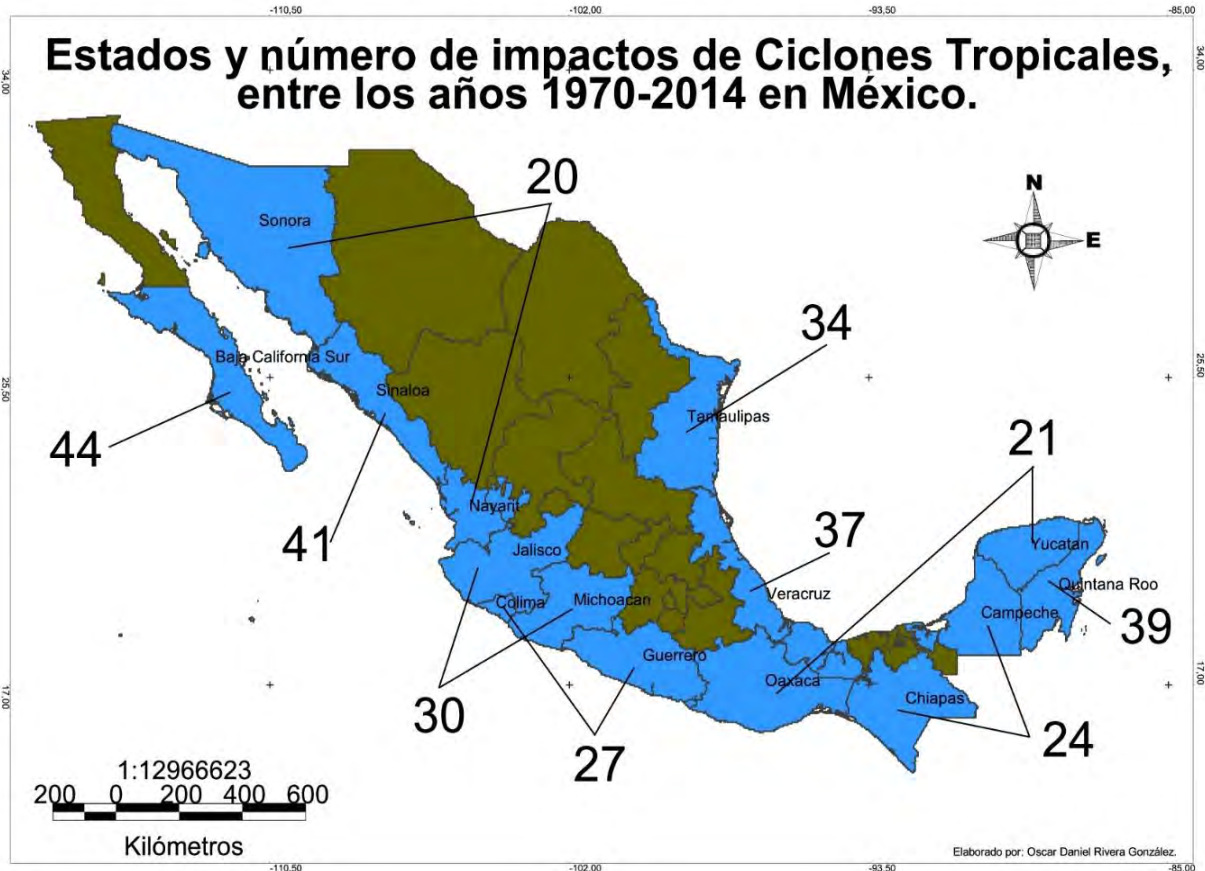 -110,50 -102,00 -93,50 -85,00
Estados y número de impactos de Ciclones Tropicales,
entre los años 1970-2014 en México.
34,00
34,00
20
N
E
Sonora
34
Baja California Sur
25,50
25,50
Sinaloa
Tamaulipas
44
21
Nayarit
41
37
Jalisco
Yucatan
Quintana Roo
Colima
Michoacan
Veracruz
Campeche
39
Guerrero
Oaxaca
17,00
17,00
Chiapas
30
27
24
1:12966623
200 0 200 400 600
Kilómetros
Elaborado por: Oscar Daniel Rivera González.
-110,50 -102,00 -93,50 -85,00